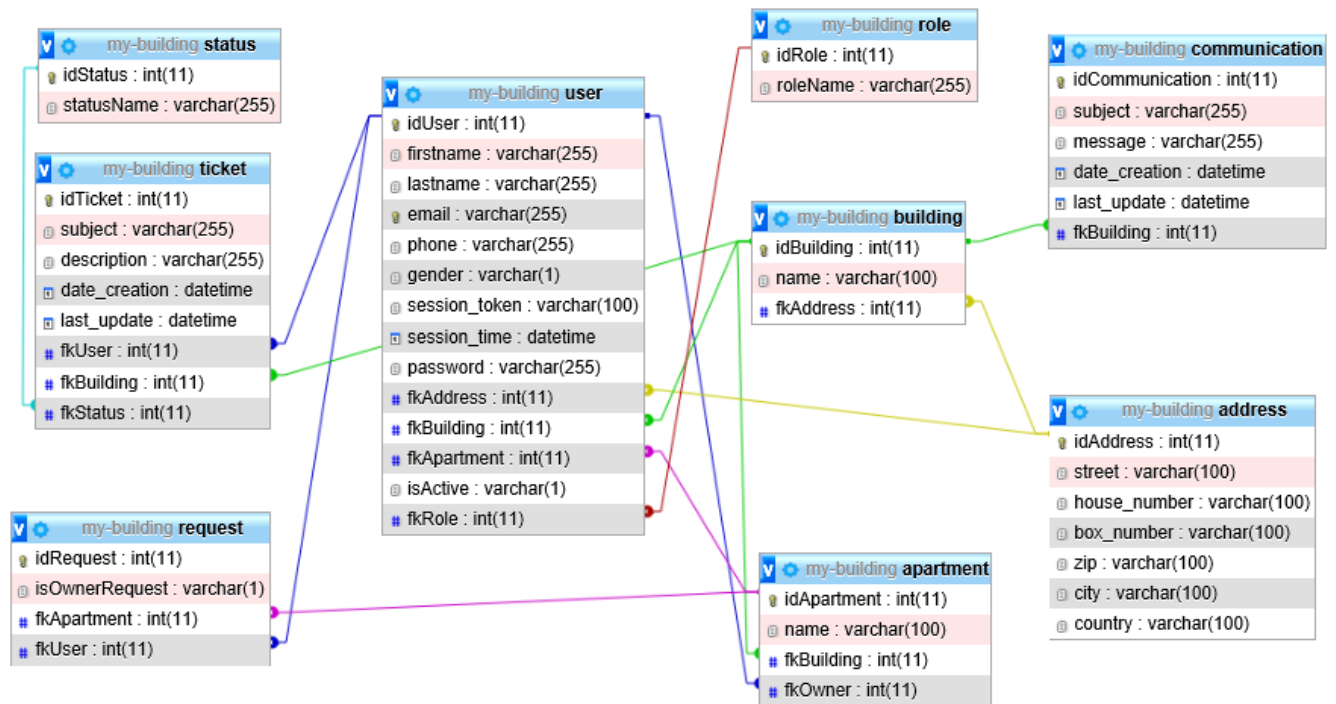 my-building status
idStatus : int(11)
statusName : varchar(255)
my-building ticket
idTicket : int(11)
subject : varchar(255)
description : varchar(255)
date_creation : datetime
last_update : datetime
fkUser : int(11)
fkBuilding : int(11)
fkStatus : int(11)
my-building request
idRequest : int(11)
isOwnerRequest : varchar(1)
fkApartment : int(11)
fkUser : int(11)
my-building user
idUser : int(11)
firstname : varchar(255)
lastname : varchar(255)
email : varchar(255)
phone : varchar(255)
gender : varchar(1)
session_token : varchar(100)
session_time : datetime
password : varchar(255)
fkAddress : int(11)
fkBuilding : int(11)
fkApartment : int(11)
isActive : varchar(1)
fkRole : int(11)
my-building role
idRole : int(11)
roleName : varchar(255)
my-building building
idBuilding : int(11)
name : varchar(100)
fkAddress : int(11)
my-building apartment
idApartment : int(11)
name : varchar(100)
fkBuilding : int(11)
fkOwner : int(11)
my-building communication
idCommunication : int(11)
subject : varchar(255)
message : varchar(255)
date_creation : datetime
last_update : datetime
fkBuilding : int(11)
my-building address
idAddress : int(11)
street : varchar(100)
house_number : varchar(100)
box_number : varchar(100)
zip : varchar(100)
city : varchar(100)
country : varchar(100)